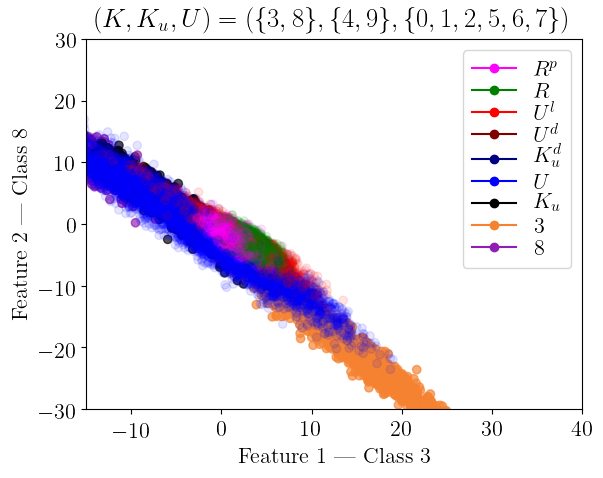 (K, K_u, U) = ({3, 8}, {4, 9}, {0, 1, 2, 5, 6, 7})
30
20
10
0
−10
−20
−30
Feature 2 — Class 8
R^p
R
U^l
U^d
K_u^d
U
K_u
3
8
−10
0
10
20
30
40
Feature 1 — Class 3